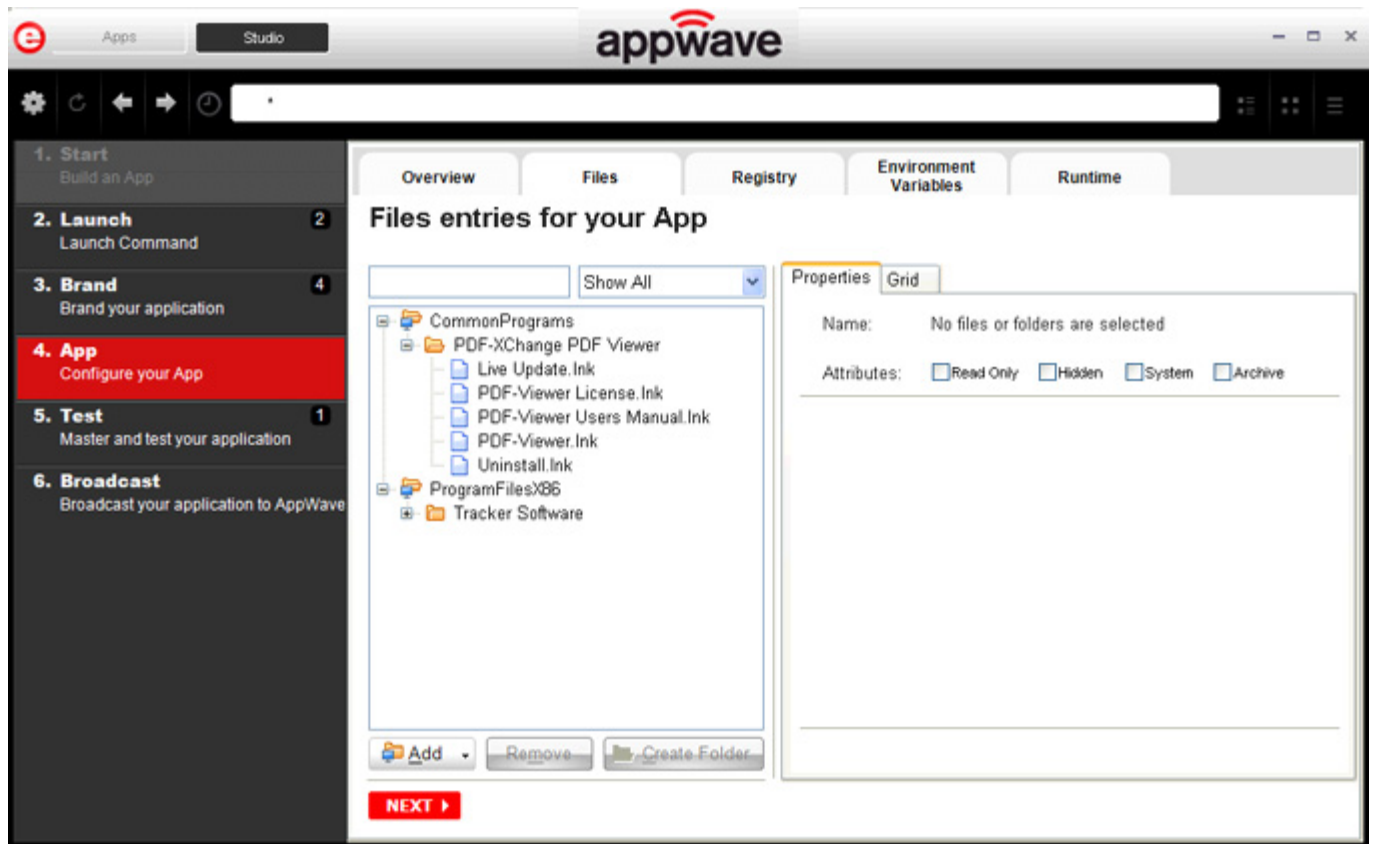 Apps
Studio
appwave
1. Start
Build an App
2. Launch 2
Launch Command
3. Brand 4
Brand your application
4. App
Configure your App
5. Test 1
Master and test your application
6. Broadcast
Broadcast your application to AppWave
Overview
Files
Registry
Environment
Variables
Runtime
Files entries for your App
Show All
CommonPrograms
PDF-XChange PDF Viewer
Live Update.lnk
PDF-Viewer License.lnk
PDF-Viewer Users Manual.lnk
PDF-Viewer.lnk
Uninstall.lnk
ProgramFilesX86
Tracker Software
Add
Remove
Create Folder
NEXT
Properties
Grid
Name: No files or folders are selected
Attributes: Read Only Hidden System Archive